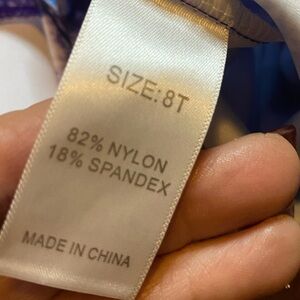 SIZE:8T
82% NYLON
18% SPANDEX
MADE IN CHINA